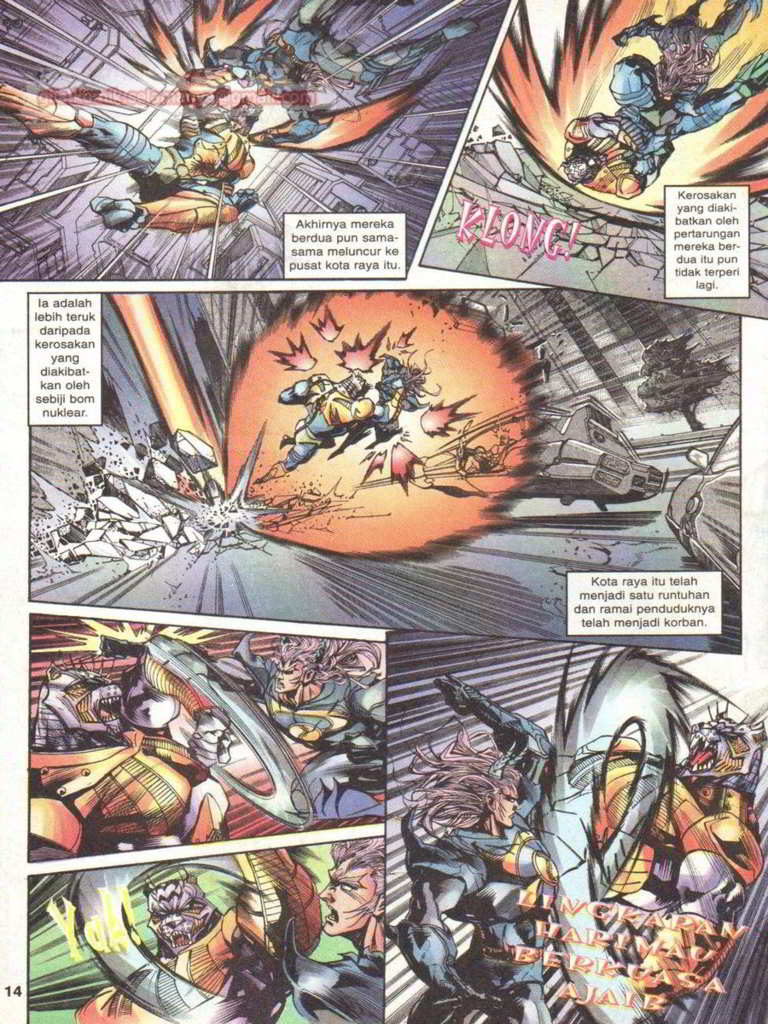 Akhirnya mereka
berdua pun sama-
sama meluncur ke
pusat kota raya itu.
Kerosakan
yang diaki-
batkan oleh
pertarungan
mereka ber-
dua itu pun
tidak terperi
lagi.
KLONG!
Ia adalah
lebih teruk
daripada
kerosakan
yang
diakibat-
kan oleh
sebiji bom
nuklear.
Kota raya itu telah
menjadi satu runtuhan
dan ramai penduduknya
telah menjadi korban.
Yah!
LINGKARAN
HARIMAU
BERKUASA
AJAIB
14